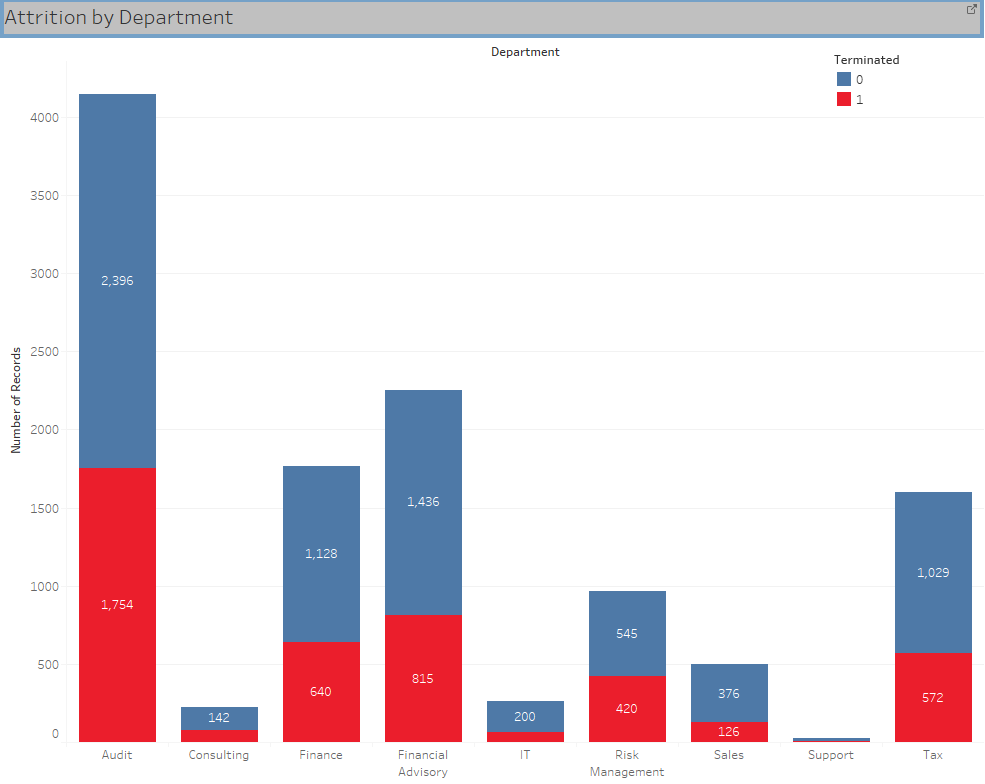 Attrition by Department
Department
Terminated
0
1
Number of Records
4000
3500
3000
2500
2000
1500
1000
500
0
2,396
1,754
142
1,128
640
1,436
815
200
545
420
376
126
1,029
572
Audit
Consulting
Finance
Financial
Advisory
IT
Risk
Management
Sales
Support
Tax